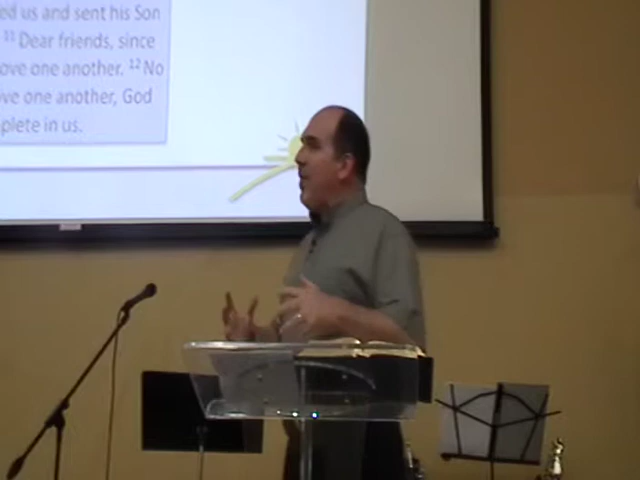 ed us and sent his Son
11 Dear friends, since
ove one another. 12 No
ve one another, God
plete in us.